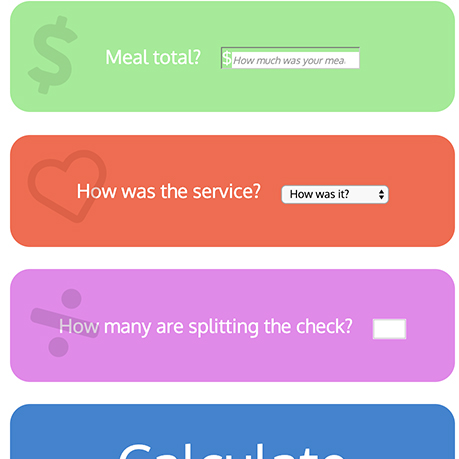 Meal total?
$ How much was your mea
How was the service?
How was it?
How many are splitting the check?
Calculate